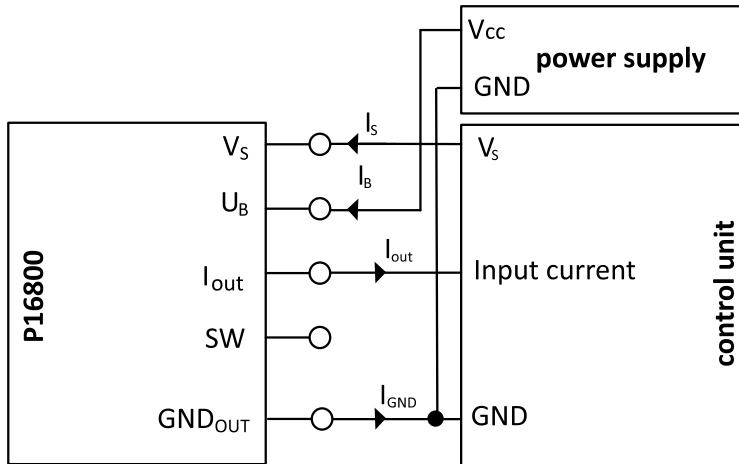 Vcc
power supply
GND
P16800
VS
IS
VS
UB
IB
Iout
Iout
Input current
control unit
SW
GNDOUT
IGND
GND